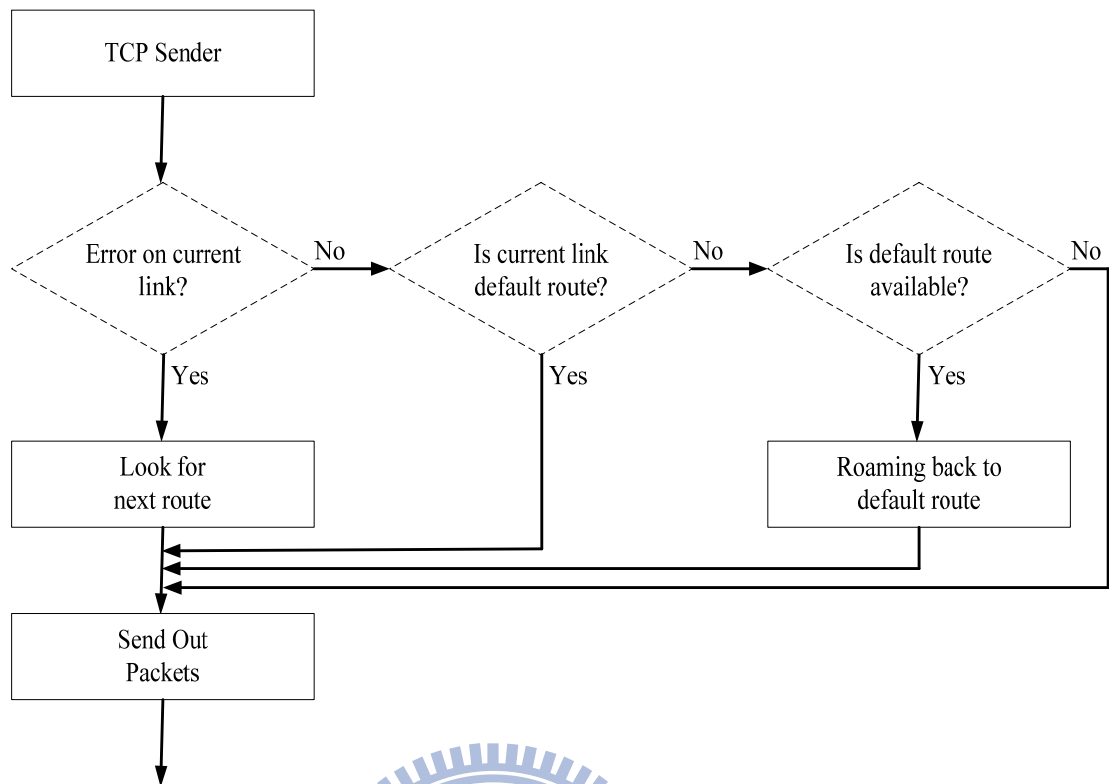 TCP Sender
Error on current
link?
No
Is current link
default route?
No
Is default route
available?
No
Yes
Yes
Yes
Look for
next route
Roaming back to
default route
Send Out
Packets